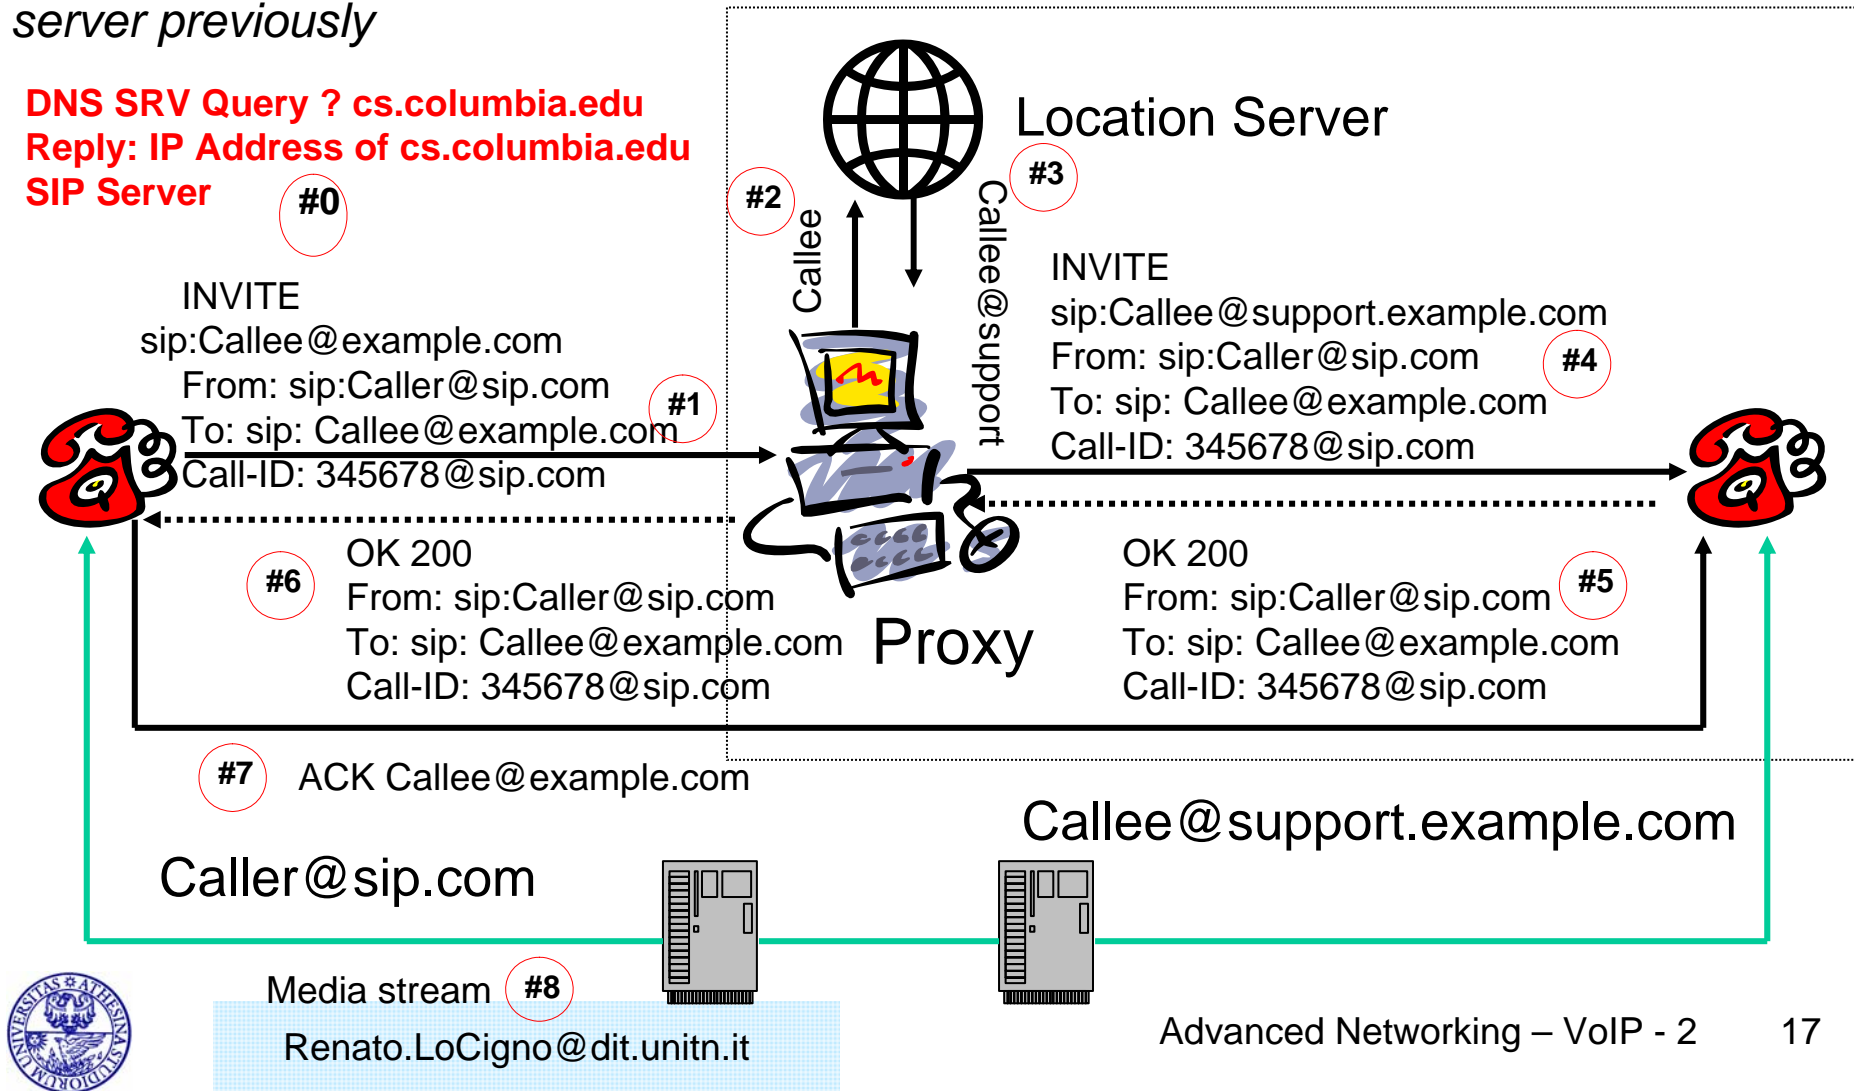 server previously
DNS SRV Query ? cs.columbia.edu
Reply: IP Address of cs.columbia.edu
SIP Server
#0
Location Server
#2
#3
Callee
Callee@support
INVITE
sip:Callee@example.com
From: sip:Caller@sip.com
To: sip: Callee@example.com
Call-ID: 345678@sip.com
#1
INVITE
sip:Callee@support.example.com
From: sip:Caller@sip.com
To: sip: Callee@example.com
Call-ID: 345678@sip.com
#4
OK 200
From: sip:Caller@sip.com
To: sip: Callee@example.com
Call-ID: 345678@sip.com
#6
Proxy
OK 200
From: sip:Caller@sip.com
To: sip: Callee@example.com
Call-ID: 345678@sip.com
#5
#7
ACK Callee@example.com
Callee@support.example.com
Caller@sip.com
Media stream
#8
Renato.LoCigno@dit.unitn.it
Advanced Networking – VoIP - 2
17